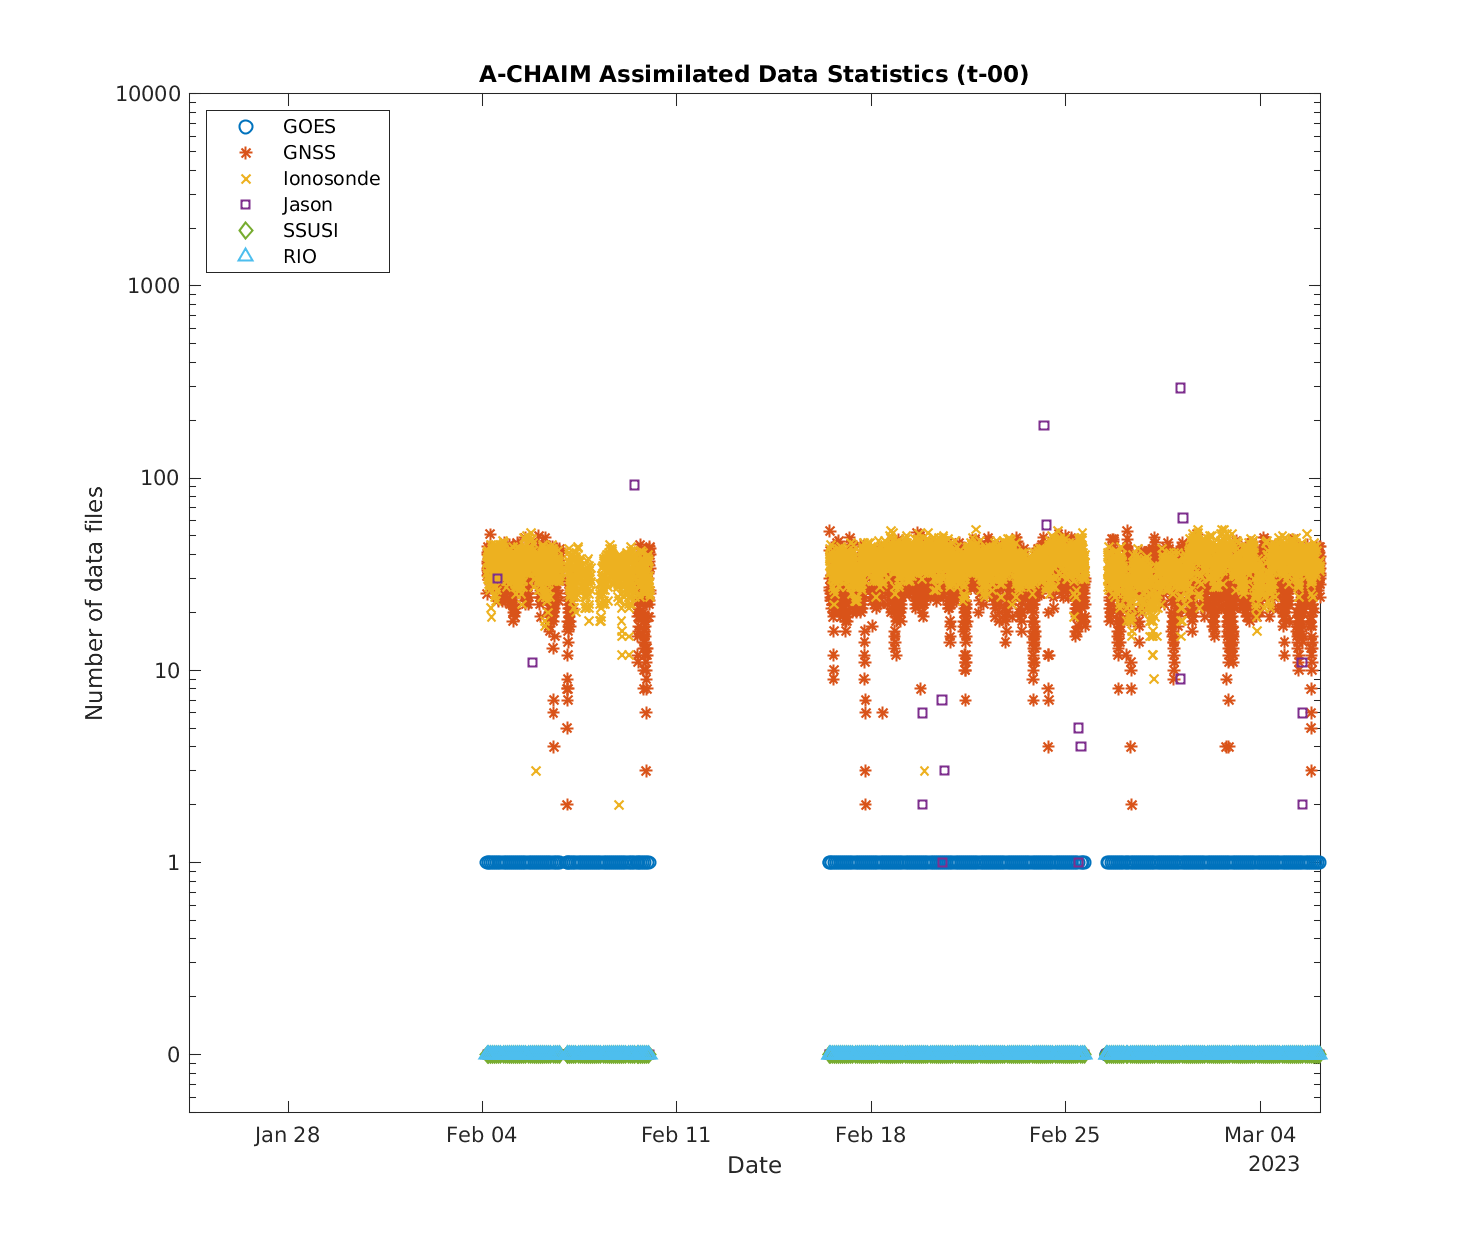 A-CHAIM Assimilated Data Statistics (t-00)
10000
1000
100
10
1
0
Number of data files
GOES
GNSS
Ionosonde
Jason
SSUSI
RIO
Jan 28
Feb 04
Feb 11
Feb 18
Feb 25
Mar 04
2023
Date